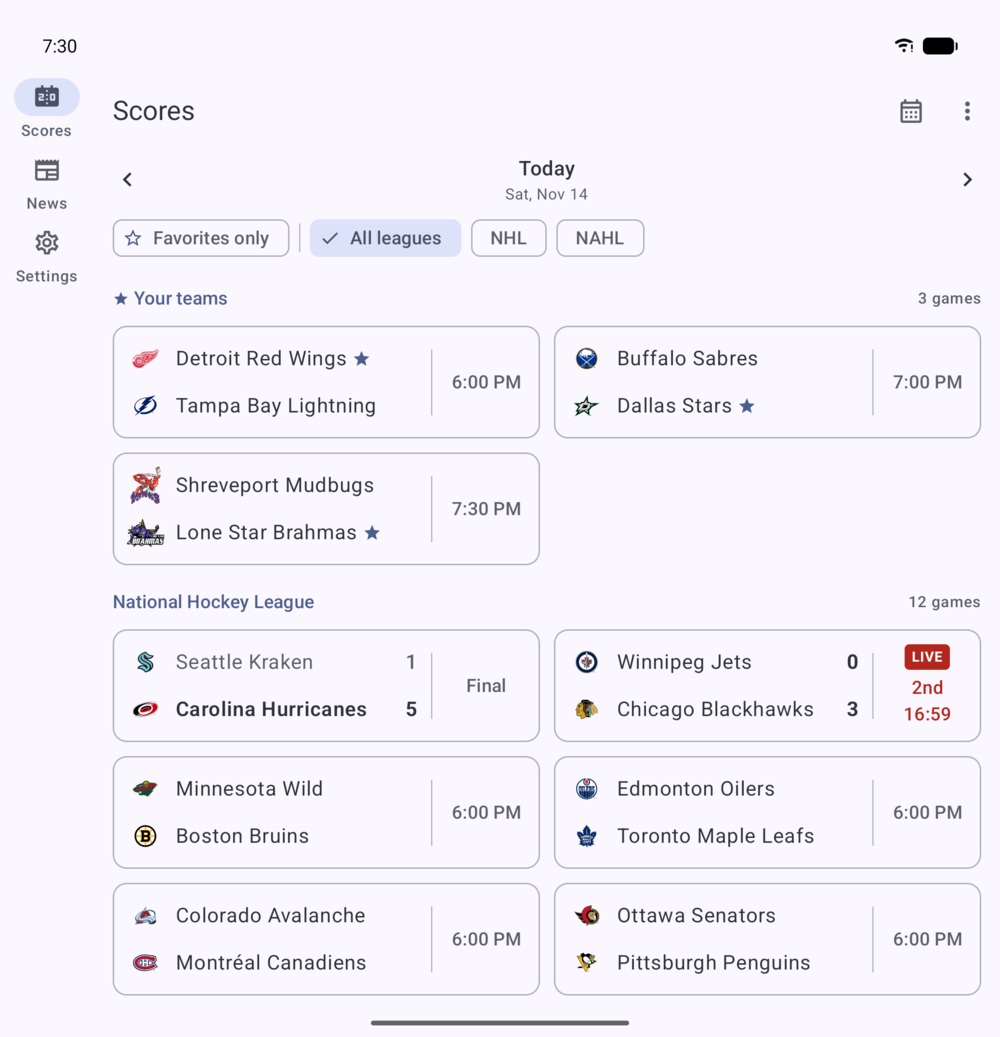 7:30
2:0
Scores
News
Settings
Scores
Today
Sat, Nov 14
Favorites only
All leagues
NHL
NAHL
Your teams
3 games
Detroit Red Wings
Tampa Bay Lightning
6:00 PM
Buffalo Sabres
Dallas Stars
7:00 PM
Shreveport Mudbugs
Lone Star Brahmas
7:30 PM
National Hockey League
12 games
Seattle Kraken 1
Carolina Hurricanes 5
Final
Winnipeg Jets 0
Chicago Blackhawks 3
LIVE
2nd
16:59
Minnesota Wild
Boston Bruins
6:00 PM
Edmonton Oilers
Toronto Maple Leafs
6:00 PM
Colorado Avalanche
Montréal Canadiens
6:00 PM
Ottawa Senators
Pittsburgh Penguins
6:00 PM